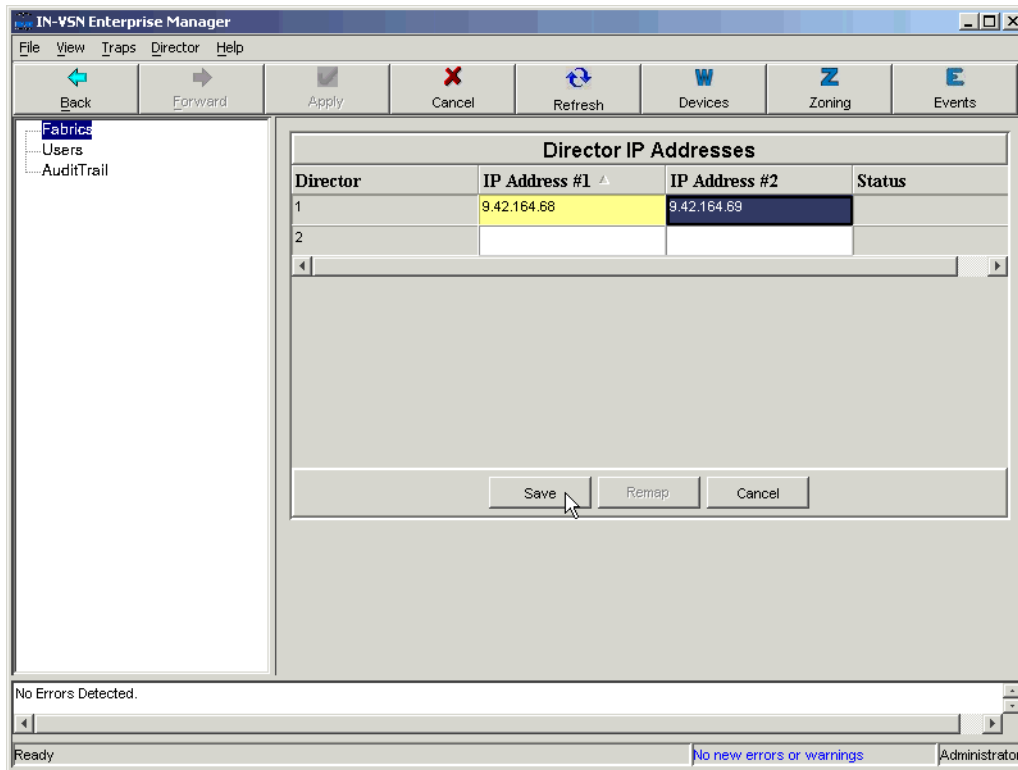 IN-VSN Enterprise Manager
File View Traps Director Help
Back Forward Apply Cancel Refresh Devices Zoning Events
Fabrics
Users
AuditTrail
Director IP Addresses
Director IP Address #1 IP Address #2 Status
1 9.42.164.68 9.42.164.69
2
Save Remap Cancel
No Errors Detected.
Ready No new errors or warnings Administrator